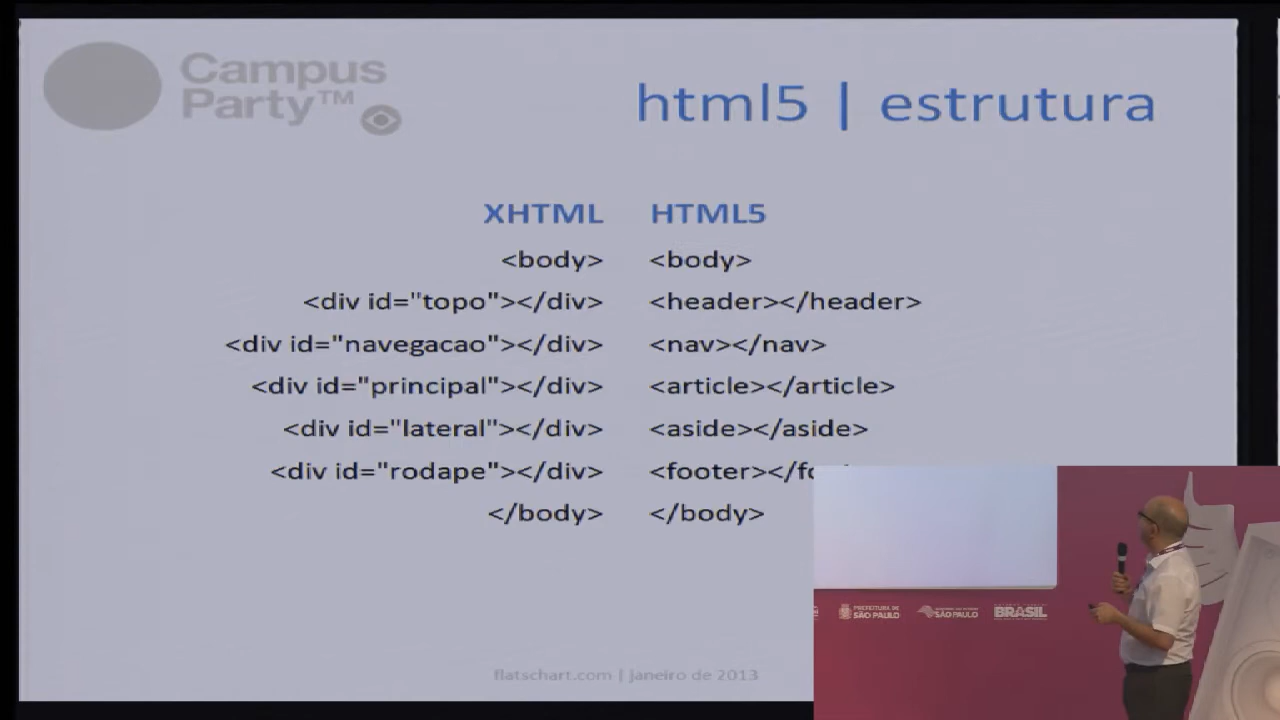 Campus
Party™
html5 | estrutura
XHTML HTML5
<body> <body>
<div id="topo"></div> <header></header>
<div id="navegacao"></div> <nav></nav>
<div id="principal"></div> <article></article>
<div id="lateral"></div> <aside></aside>
<div id="rodape"></div> <footer></fo
</body> </body>
flatschart.com | janeiro de 2013
PREFEITURA DE
SÃO PAULO
SÃO PAULO
BRASIL